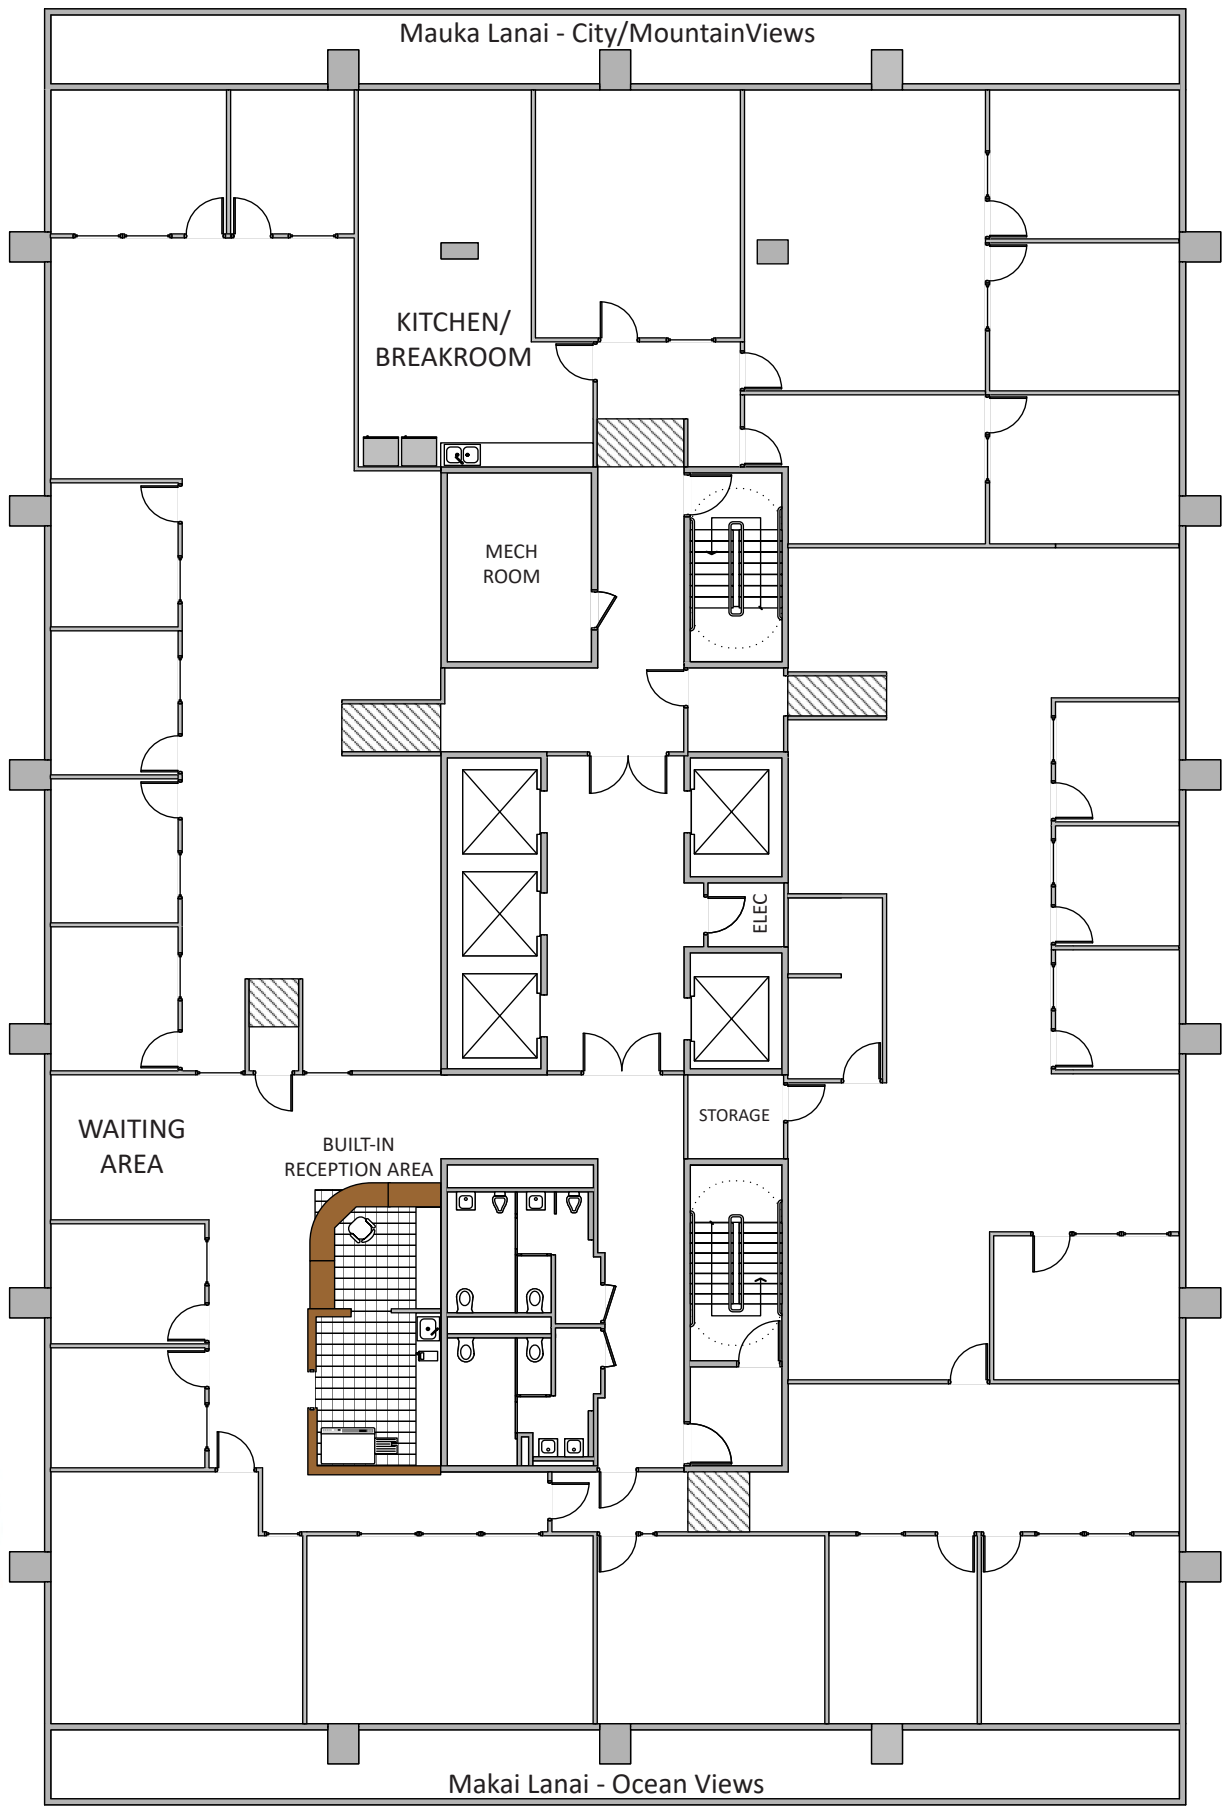 Mauka Lanai - City/MountainViews
KITCHEN/
BREAKROOM
MECH
ROOM
ELEC
STORAGE
WAITING
AREA
BUILT-IN
RECEPTION AREA
Makai Lanai - Ocean Views